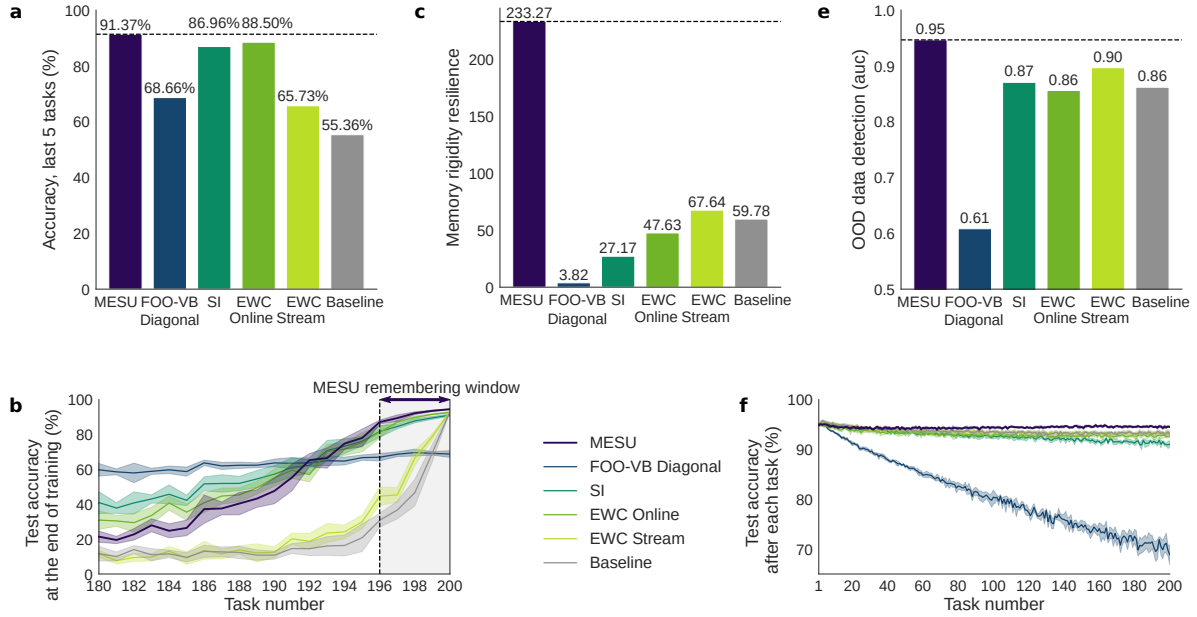 a
Accuracy, last 5 tasks (%)
100
80
60
40
20
0
91.37%
68.66%
86.96%
88.50%
65.73%
55.36%
MESU
FOO-VB
Diagonal
SI
EWC
Online
EWC
Stream
Baseline
c
Memory rigidity resilience
200
150
100
50
0
233.27
3.82
27.17
47.63
67.64
59.78
MESU
FOO-VB
Diagonal
SI
EWC
Online
EWC
Stream
Baseline
e
OOD data detection (auc)
1.0
0.9
0.8
0.7
0.6
0.5
0.95
0.61
0.87
0.86
0.90
0.86
MESU
FOO-VB
Diagonal
SI
EWC
Online
EWC
Stream
Baseline
b
MESU remembering window
Test accuracy
at the end of training (%)
100
80
60
40
20
0
180
182
184
186
188
190
192
194
196
198
200
Task number
MESU
FOO-VB Diagonal
SI
EWC Online
EWC Stream
Baseline
f
Test accuracy
after each task (%)
100
90
80
70
1
20
40
60
80
100
120
140
160
180
200
Task number